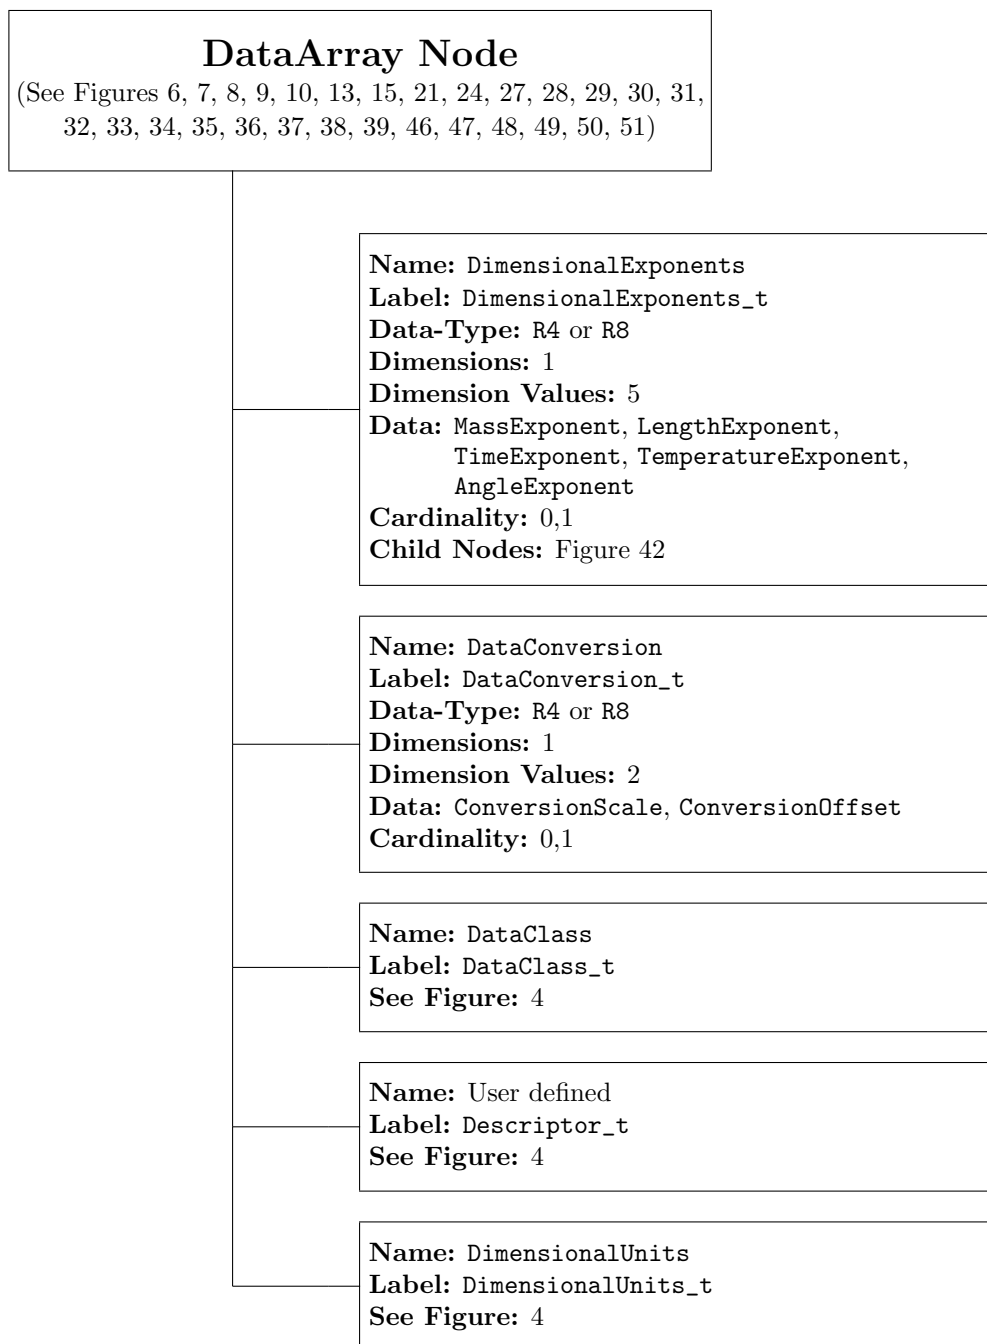 DataArray Node
(See Figures 6, 7, 8, 9, 10, 13, 15, 21, 24, 27, 28, 29, 30, 31,
32, 33, 34, 35, 36, 37, 38, 39, 46, 47, 48, 49, 50, 51)
Name: DimensionalExponents
Label: DimensionalExponents_t
Data-Type: R4 or R8
Dimensions: 1
Dimension Values: 5
Data: MassExponent, LengthExponent,
TimeExponent, TemperatureExponent,
AngleExponent
Cardinality: 0,1
Child Nodes: Figure 42
Name: DataConversion
Label: DataConversion_t
Data-Type: R4 or R8
Dimensions: 1
Dimension Values: 2
Data: ConversionScale, ConversionOffset
Cardinality: 0,1
Name: DataClass
Label: DataClass_t
See Figure: 4
Name: User defined
Label: Descriptor_t
See Figure: 4
Name: DimensionalUnits
Label: DimensionalUnits_t
See Figure: 4